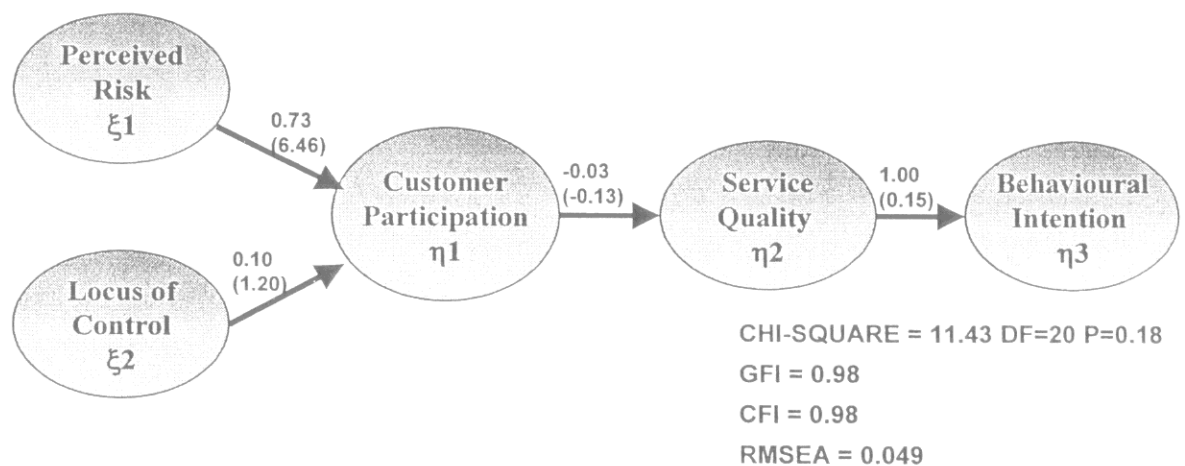 Perceived
Risk
ξ1
0.73
(6.46)
Locus of
Control
ξ2
0.10
(1.20)
Customer
Participation
η1
-0.03
(-0.13)
Service
Quality
η2
1.00
(0.15)
Behavioural
Intention
η3
CHI-SQUARE = 11.43 DF=20 P=0.18
GFI = 0.98
CFI = 0.98
RMSEA = 0.049